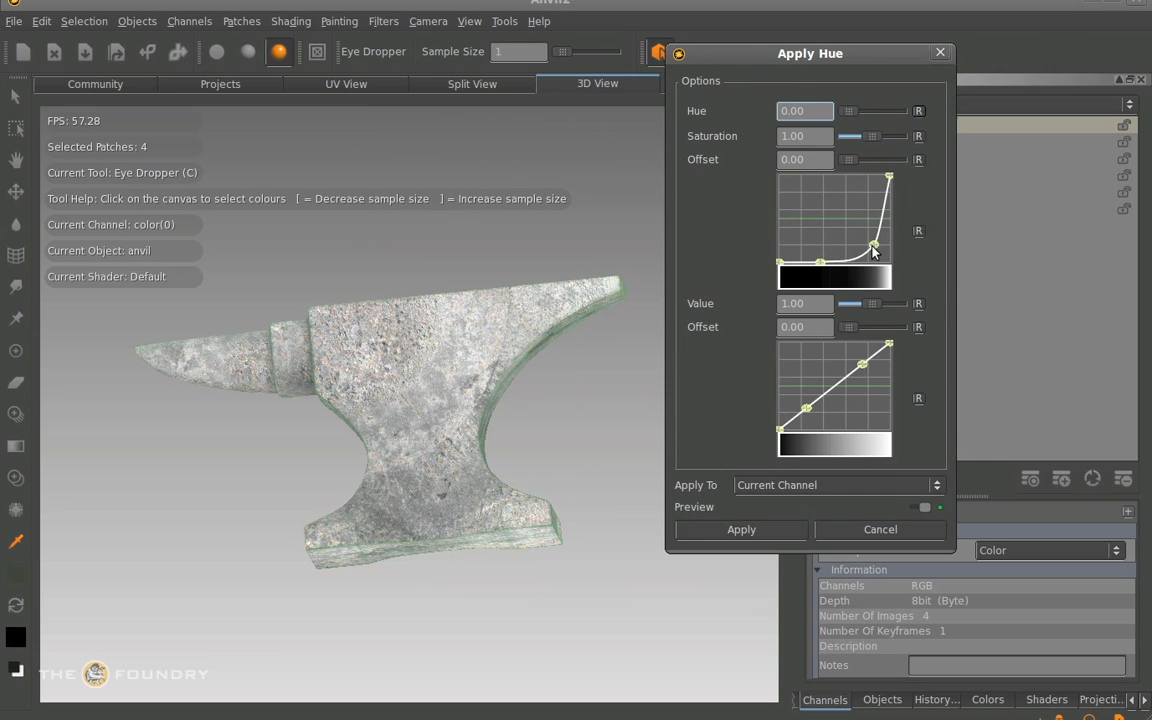 File Edit Selection Objects Channels Patches Shading Painting Filters Camera View Tools Help
Eye Dropper Sample Size 1
Community Projects UV View Split View 3D View
FPS: 57.28
Selected Patches: 4
Current Tool: Eye Dropper (C)
Tool Help: Click on the canvas to select colours [ = Decrease sample size ] = Increase sample size
Current Channel: color(0)
Current Object: anvil
Current Shader: Default
THE FOUNDRY
Apply Hue
Options
Hue 0.00 R
Saturation 1.00 R
Offset 0.00 R
R
Value 1.00 R
Offset 0.00 R
R
Apply To Current Channel
Preview
Apply Cancel
Color
Information
Channels RGB
Depth 8bit (Byte)
Number Of Images 4
Number Of Keyframes 1
Description
Notes
Channels Objects History... Colors Shaders Projecti...